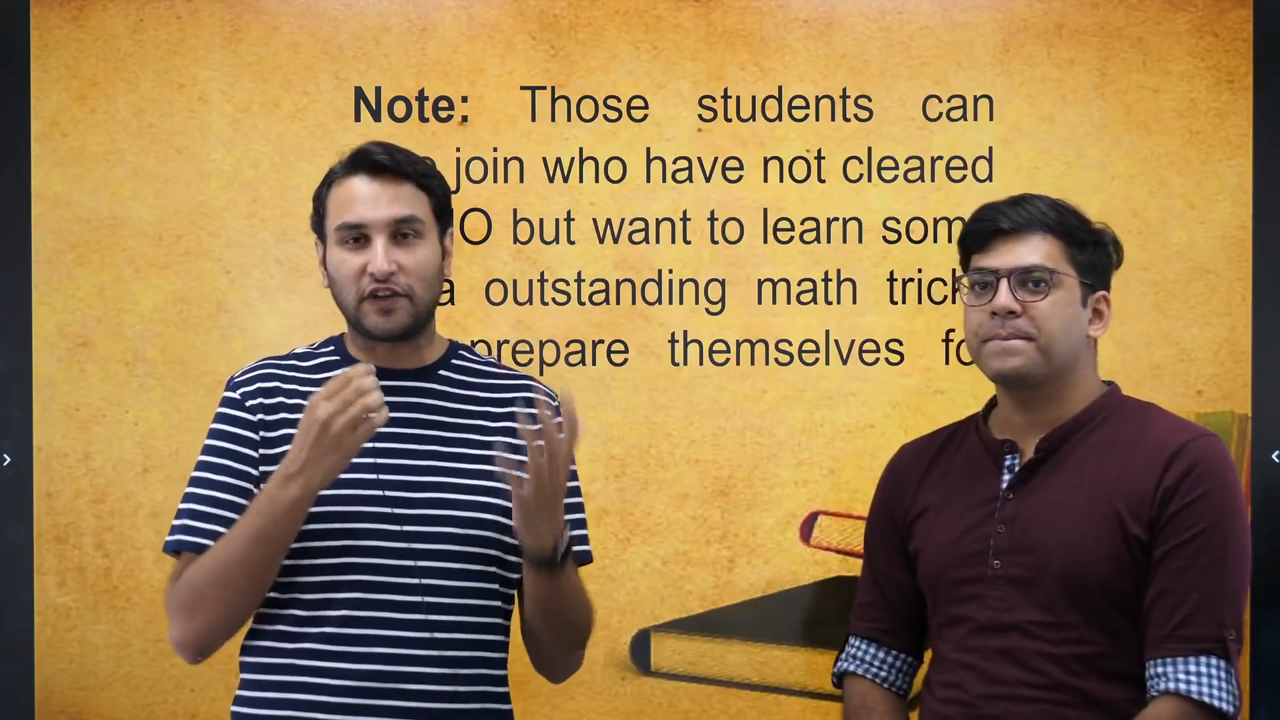 Note: Those students can
join who have not cleared
O but want to learn som
a outstanding math trick
prepare themselves fo